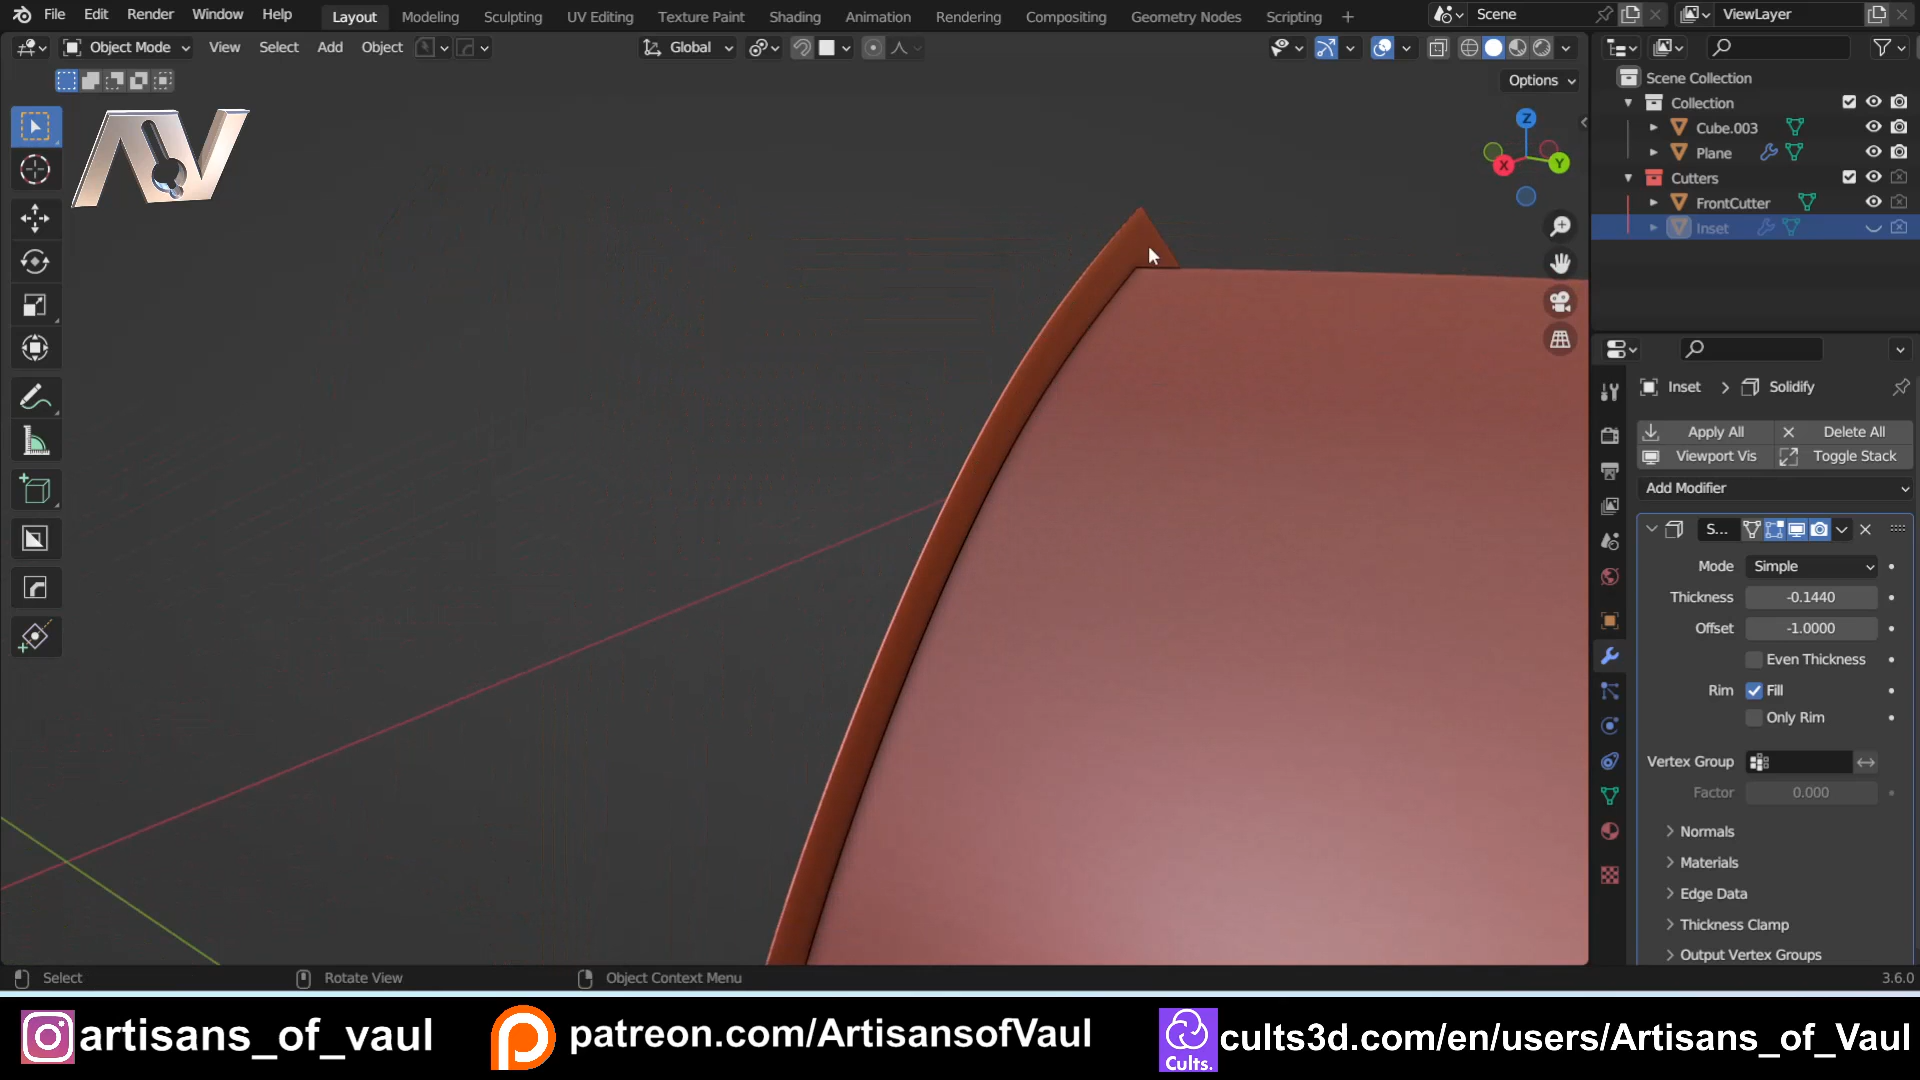 File Edit Render Window Help Layout Modeling Sculpting UV Editing Texture Paint Shading Animation Rendering Compositing Geometry Nodes Scripting + Scene ViewLayer
Object Mode View Select Add Object Global
Options
AV
Z
X
Y
Scene Collection
Collection
Cube.003
Plane
Cutters
FrontCutter
Inset
Inset > Solidify
Apply All Delete All
Viewport Vis Toggle Stack
Add Modifier
S...
Mode Simple
Thickness -0.1440
Offset -1.0000
Even Thickness
Rim Fill
Only Rim
Vertex Group
Factor 0.000
Normals
Materials
Edge Data
Thickness Clamp
Output Vertex Groups
Select Rotate View Object Context Menu 3.6.0
artisans_of_vaul patreon.com/ArtisansofVaul Cults. cults3d.com/en/users/Artisans_of_Vaul